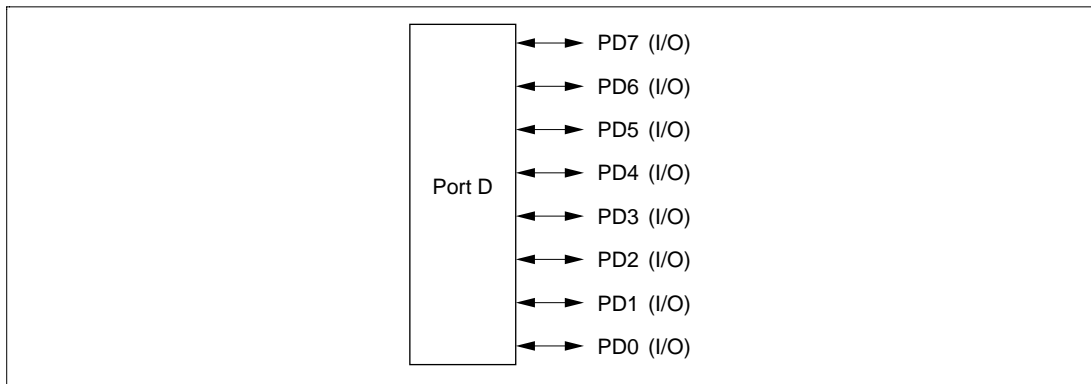 Port D
PD7 (I/O)
PD6 (I/O)
PD5 (I/O)
PD4 (I/O)
PD3 (I/O)
PD2 (I/O)
PD1 (I/O)
PD0 (I/O)